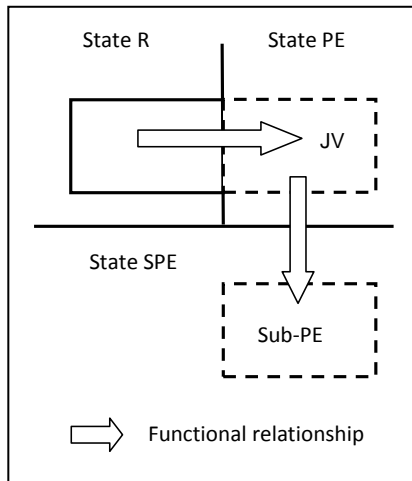 State R State PE
JV
State SPE
Sub-PE
Functional relationship